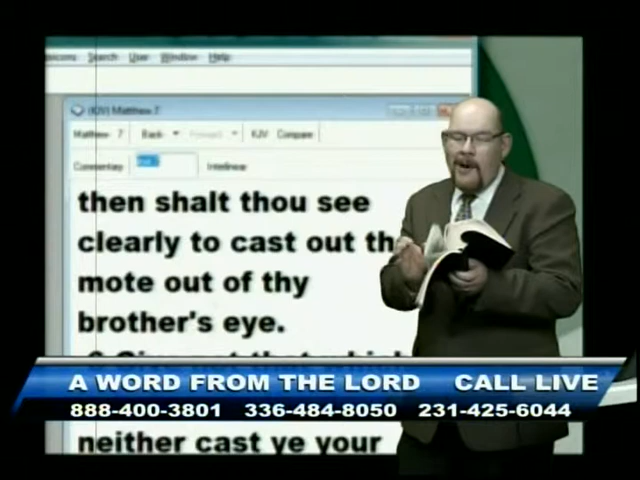 Search User Window Help
(KJV) Matthew 7
Matthew 7 Back Forward KJV Compare
Commentary Interlinear
then shalt thou see
clearly to cast out th
mote out of thy
brother's eye.
A WORD FROM THE LORD CALL LIVE
888-400-3801 336-484-8050 231-425-6044
neither cast ye your